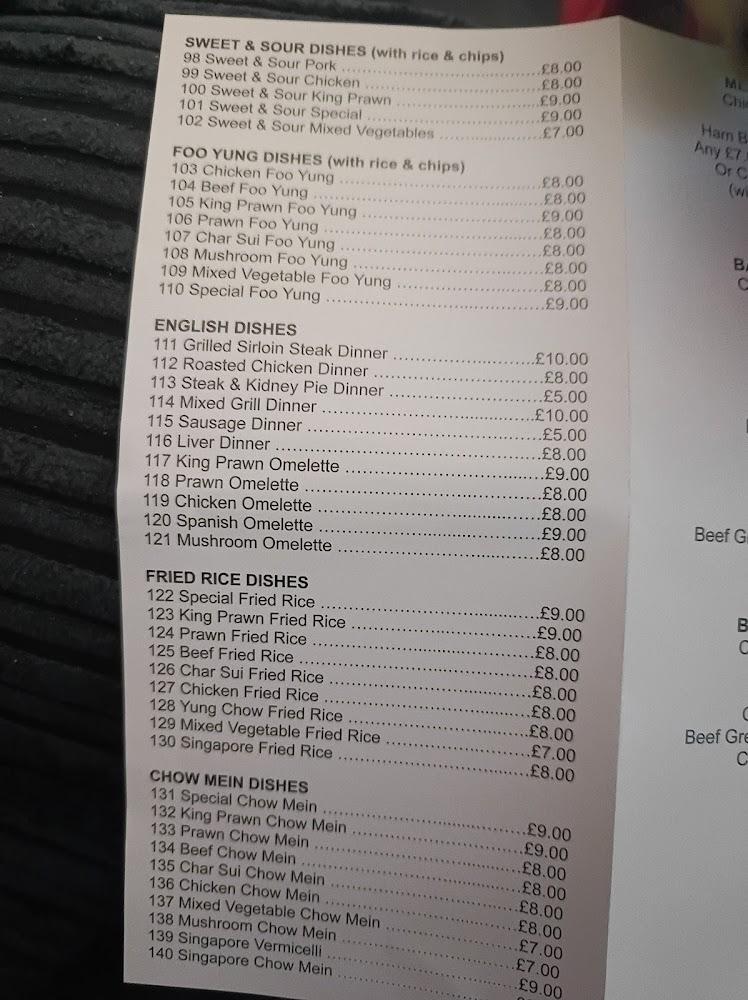 SWEET & SOUR DISHES (with rice & chips)
98 Sweet & Sour Pork ........................ £8.00
99 Sweet & Sour Chicken ........................ £8.00
100 Sweet & Sour King Prawn ........................ £9.00
101 Sweet & Sour Special ........................ £9.00
102 Sweet & Sour Mixed Vegetables ........................ £7.00
FOO YUNG DISHES (with rice & chips)
103 Chicken Foo Yung ........................ £8.00
104 Beef Foo Yung ........................ £8.00
105 King Prawn Foo Yung ........................ £9.00
106 Prawn Foo Yung ........................ £8.00
107 Char Sui Foo Yung ........................ £8.00
108 Mushroom Foo Yung ........................ £8.00
109 Mixed Vegetable Foo Yung ........................ £8.00
110 Special Foo Yung ........................ £9.00
ENGLISH DISHES
111 Grilled Sirloin Steak Dinner ........................ £10.00
112 Roasted Chicken Dinner ........................ £8.00
113 Steak & Kidney Pie Dinner ........................ £5.00
114 Mixed Grill Dinner ........................ £10.00
115 Sausage Dinner ........................ £5.00
116 Liver Dinner ........................ £8.00
117 King Prawn Omelette ........................ £9.00
118 Prawn Omelette ........................ £8.00
119 Chicken Omelette ........................ £8.00
120 Spanish Omelette ........................ £9.00
121 Mushroom Omelette ........................ £8.00
FRIED RICE DISHES
122 Special Fried Rice ........................ £9.00
123 King Prawn Fried Rice ........................ £9.00
124 Prawn Fried Rice ........................ £8.00
125 Beef Fried Rice ........................ £8.00
126 Char Sui Fried Rice ........................ £8.00
127 Chicken Fried Rice ........................ £8.00
128 Yung Chow Fried Rice ........................ £8.00
129 Mixed Vegetable Fried Rice ........................ £7.00
130 Singapore Fried Rice ........................ £8.00
CHOW MEIN DISHES
131 Special Chow Mein ........................ £9.00
132 King Prawn Chow Mein ........................ £9.00
133 Prawn Chow Mein ........................ £8.00
134 Beef Chow Mein ........................ £8.00
135 Char Sui Chow Mein ........................ £8.00
136 Chicken Chow Mein ........................ £8.00
137 Mixed Vegetable Chow Mein ........................ £7.00
138 Mushroom Chow Mein ........................ £7.00
139 Singapore Vermicelli ........................ £9.00
140 Singapore Chow Mein ........................
Ham
Any
Or
Beef
Beef